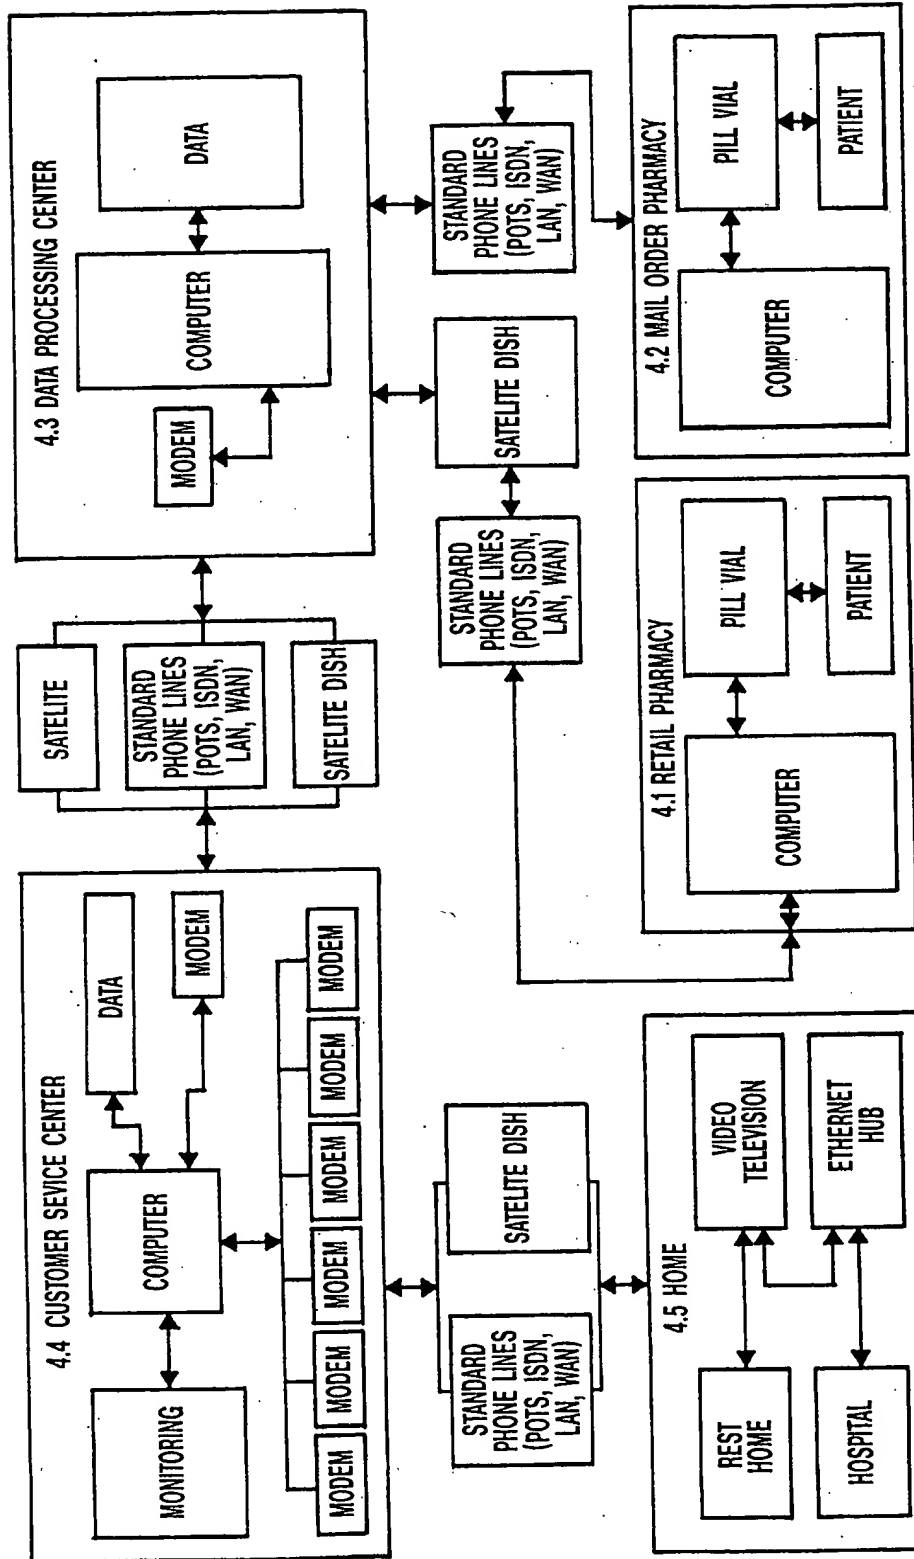 4.4 CUSTOMER SEVICE CENTER
MONITORING
COMPUTER
DATA
MODEM
MODEM
MODEM
MODEM
MODEM
MODEM
MODEM
SATELITE
STANDARD
PHONE LINES
(POTS, ISDN,
LAN, WAN)
SATELITE DISH
4.3 DATA PROCESSING CENTER
MODEM
COMPUTER
DATA
STANDARD
PHONE LINES
(POTS, ISDN,
LAN, WAN)
SATELITE DISH
STANDARD
PHONE LINES
(POTS, ISDN,
LAN, WAN)
SATELITE DISH
STANDARD
PHONE LINES
(POTS, ISDN,
LAN, WAN)
4.5 HOME
REST
HOME
VIDEO
TELEVISION
HOSPITAL
ETHERNET
HUB
4.1 RETAIL PHARMACY
COMPUTER
PILL VIAL
PATIENT
4.2 MAIL ORDER PHARMACY
COMPUTER
PILL VIAL
PATIENT